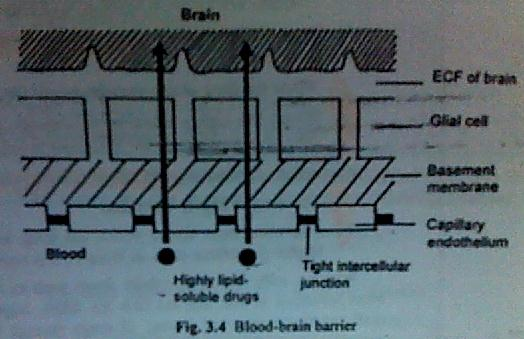 Brain
ECF of brain
Glial cell
Basement
membrane
Capillary
endothelium
Blood
Tight intercellular
junction
Highly lipid-
soluble drugs
Fig. 3.4 Blood-brain barrier